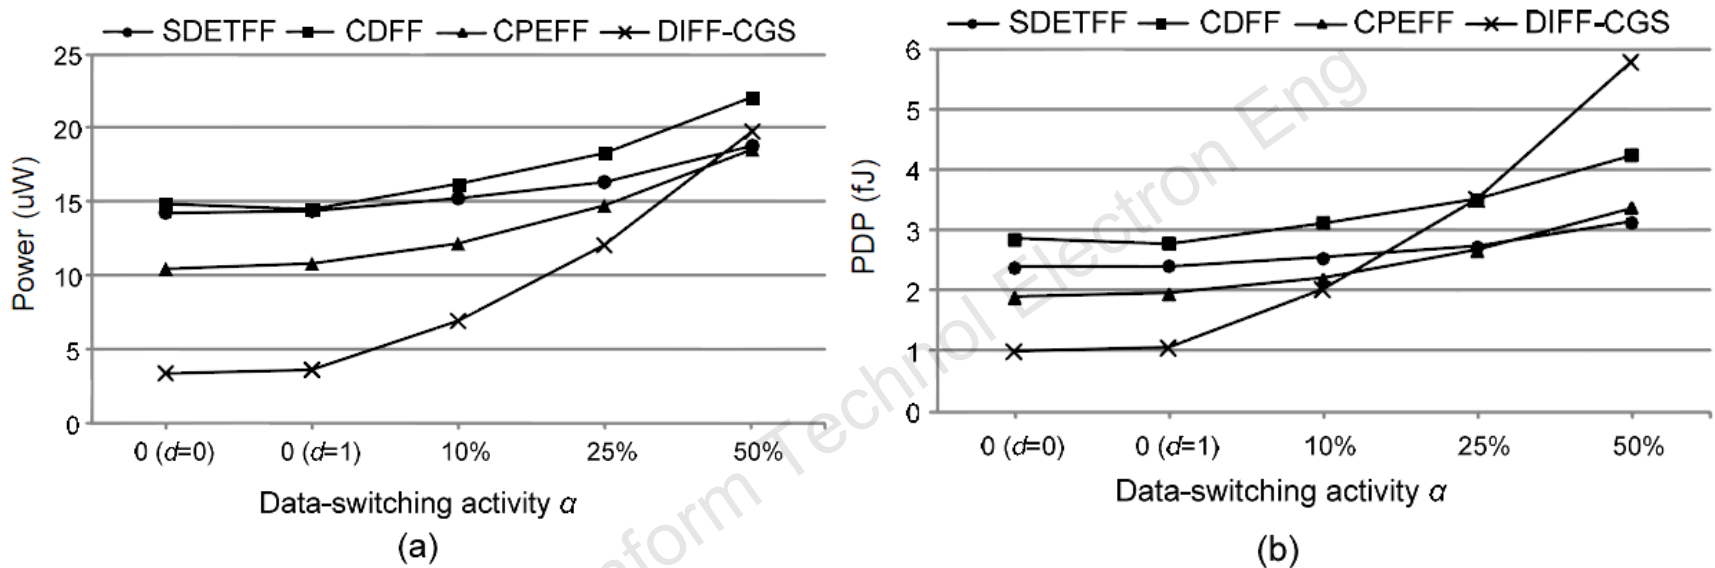 SDETFF CDFF CPEFF DIFF-CGS
25
20
15
10
5
0
Power (uW)
0 (d=0) 0 (d=1) 10% 25% 50%
Data-switching activity α
(a)
SDETFF CDFF CPEFF DIFF-CGS
6
5
4
3
2
1
0
PDP (fJ)
0 (d=0) 0 (d=1) 10% 25% 50%
Data-switching activity α
(b)
form Technol Electron Eng